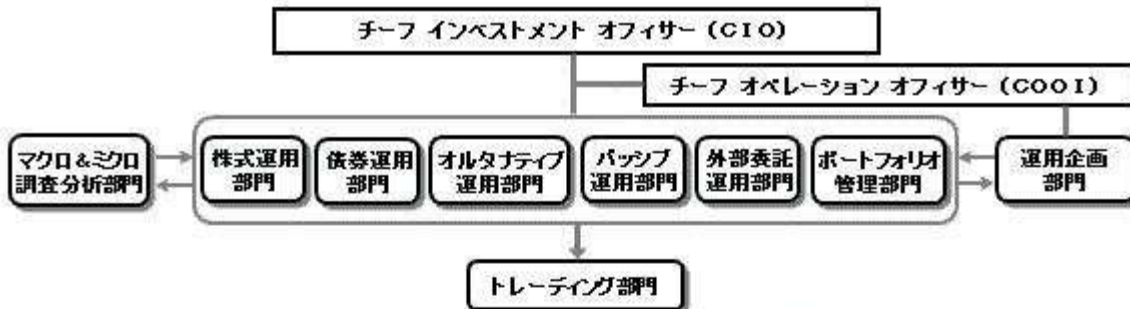 チーフ インベストメント オフィサー (CIO)
チーフ オペレーション オフィサー (COOI)
マクロ&ミクロ
調査分析部門
株式運用
部門
債券運用
部門
オルタナティブ
運用部門
パッシブ
運用部門
外部委託
運用部門
ポートフォリオ
管理部門
運用企画
部門
トレーディング部門